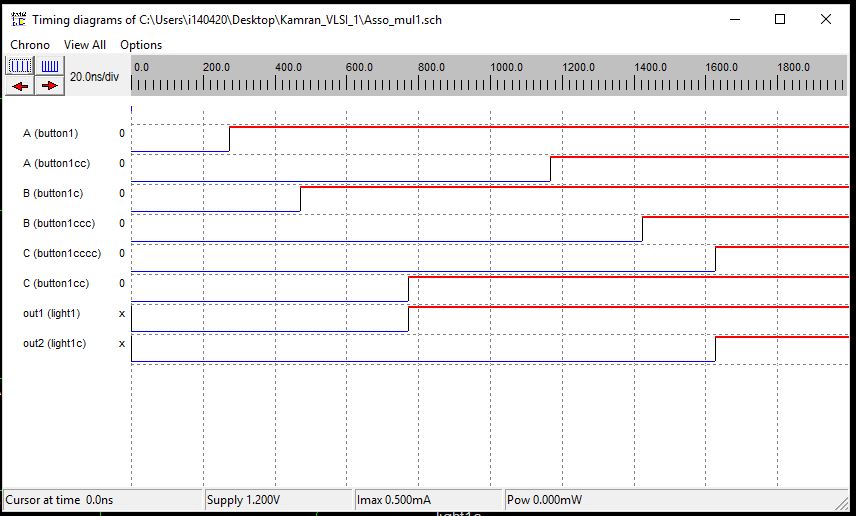 Timing diagrams of C:\Users\i140420\Desktop\Kamran_VLSI_1\Asso_mul1.sch
Chrono View All Options
20.0ns/div
0.0 200.0 400.0 600.0 800.0 1000.0 1200.0 1400.0 1600.0 1800.0
A (button1) 0
A (button1cc) 0
B (button1c) 0
B (button1ccc) 0
C (button1cccc) 0
C (button1cc) 0
out1 (light1) x
out2 (light1c) x
Cursor at time 0.0ns Supply 1.200V Imax 0.500mA Pow 0.000mW
light1c